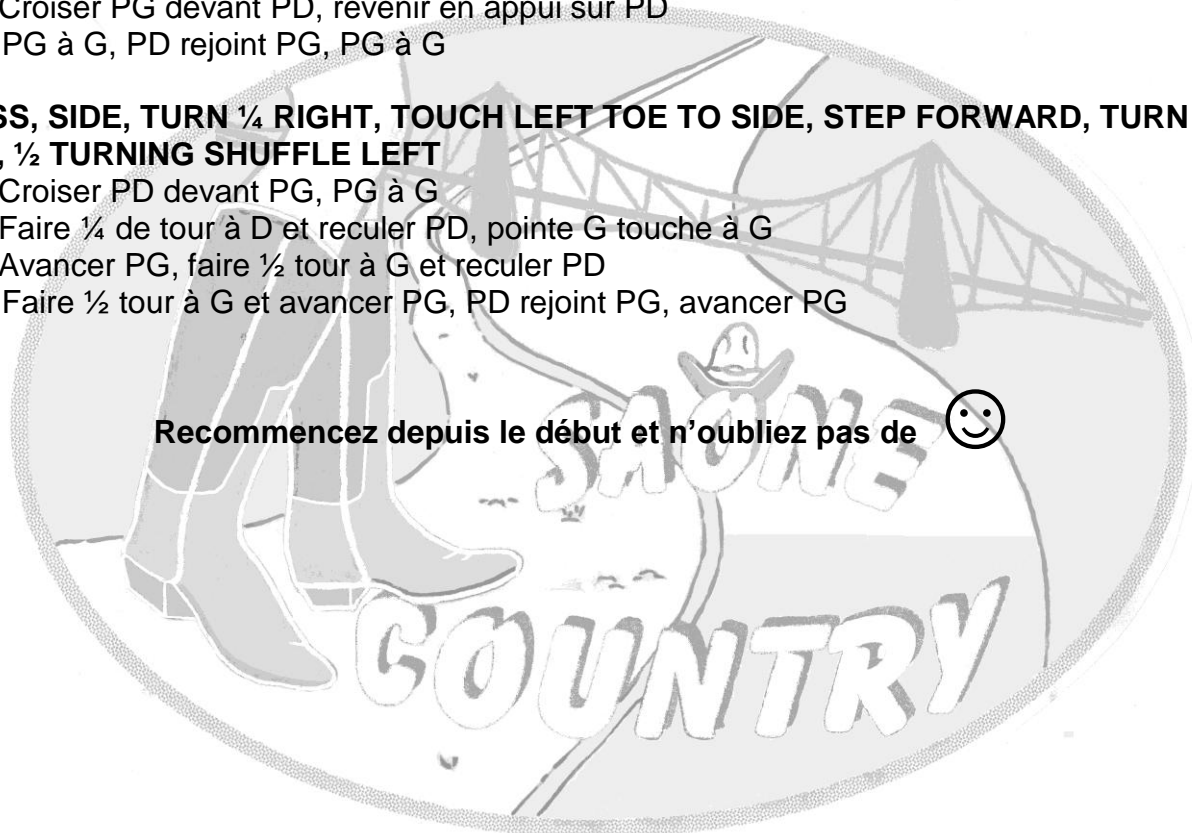 Croiser PG devant PD, revenir en appui sur PD
PG à G, PD rejoint PG, PG à G
SS, SIDE, TURN ¼ RIGHT, TOUCH LEFT TOE TO SIDE, STEP FORWARD, TURN
, ½ TURNING SHUFFLE LEFT
Croiser PD devant PG, PG à G
Faire ¼ de tour à D et reculer PD, pointe G touche à G
Avancer PG, faire ½ tour à G et reculer PD
Faire ½ tour à G et avancer PG, PD rejoint PG, avancer PG
Recommencez depuis le début et n’oubliez pas de ☺
SAONE
COUNTRY